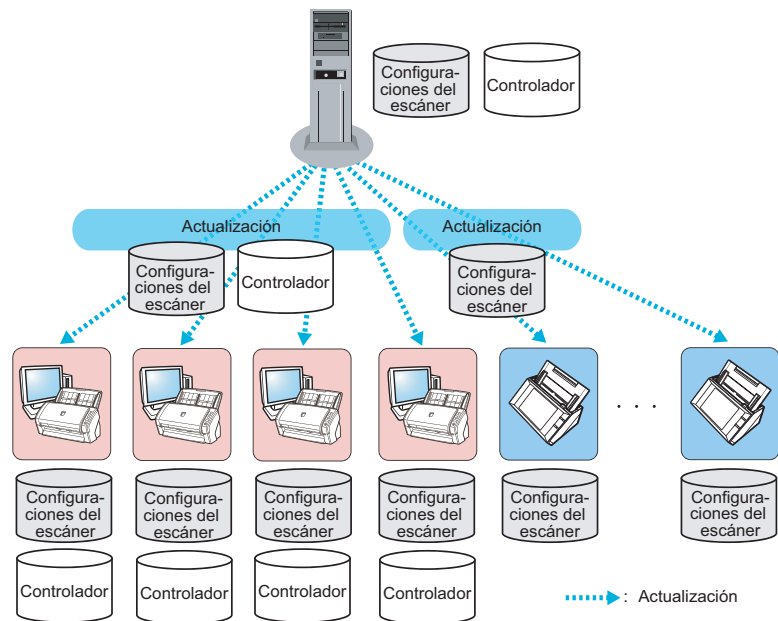 Configura-
ciones del
escáner
Controlador
Actualización
Actualización
Configura-
ciones del
escáner
Controlador
Configura-
ciones del
escáner
. . .
Configura-
ciones del
escáner
Configura-
ciones del
escáner
Configura-
ciones del
escáner
Configura-
ciones del
escáner
Configura-
ciones del
escáner
Configura-
ciones del
escáner
Controlador
Controlador
Controlador
Controlador
: Actualización